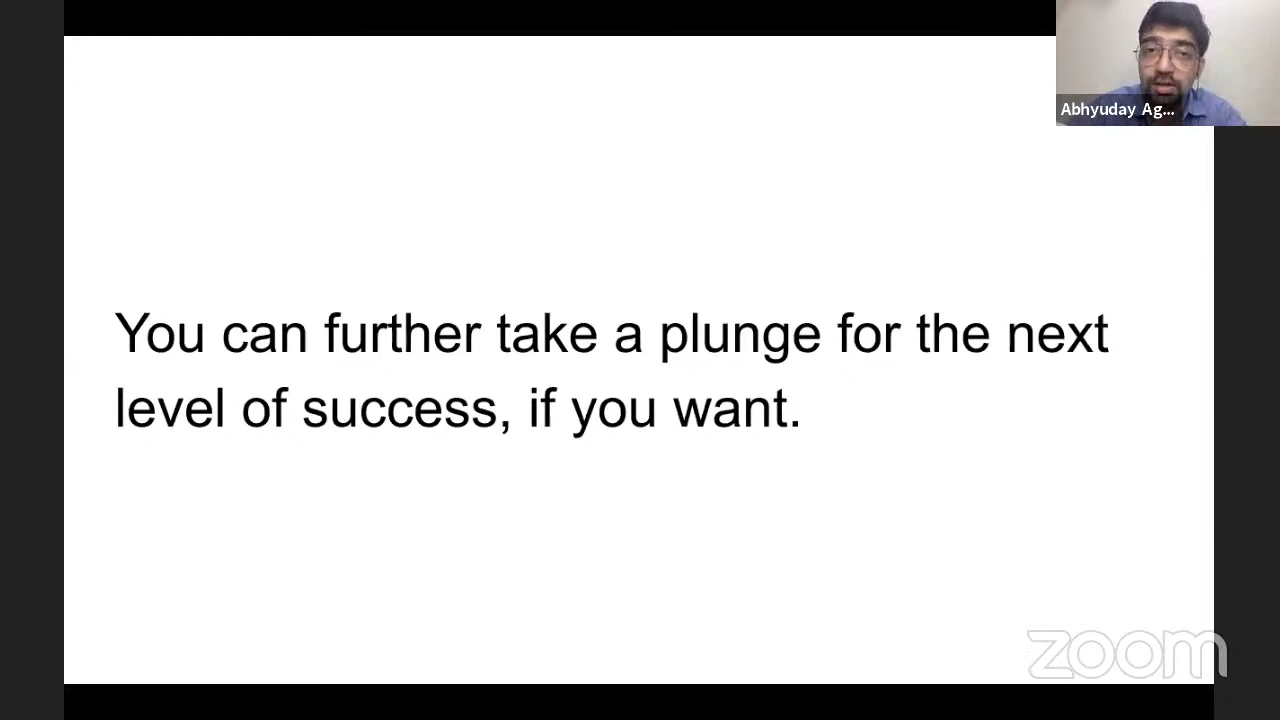 Abhyuday Ag...
You can further take a plunge for the next
level of success, if you want.
zoom